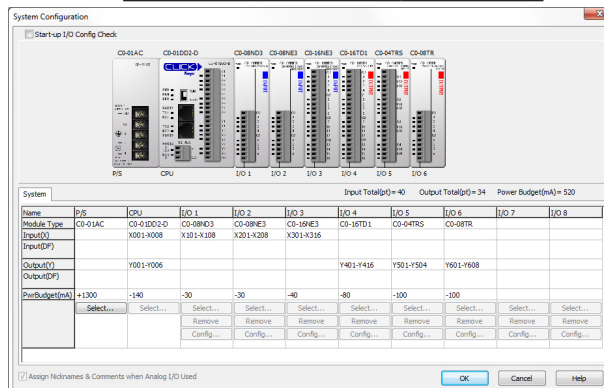 System Configuration
Start-up I/O Config Check
C0-01AC C0-01DD2-D C0-08ND3 C0-08NE3 C0-16NE3 C0-16TD1 C0-04TRS C0-08TR
CLICK
P/S CPU I/O 1 I/O 2 I/O 3 I/O 4 I/O 5 I/O 6
System Input Total(pt)= 40 Output Total(pt)= 34 Power Budget(mA)= 520
Name P/S CPU I/O 1 I/O 2 I/O 3 I/O 4 I/O 5 I/O 6 I/O 7 I/O 8
Module Type C0-01AC C0-01DD2-D C0-08ND3 C0-08NE3 C0-16NE3 C0-16TD1 C0-04TRS C0-08TR
Input(X) X001-X008 X101-X108 X201-X208 X301-X316
Input(DF)
Output(Y) Y001-Y006 Y401-Y416 Y501-Y504 Y601-Y608
Output(DF)
PwrBudget(mA) +1300 -140 -30 -30 -40 -80 -100 -100
Select... Select... Select... Select... Select... Select... Select... Select... Select... Select...
Remove Remove Remove Remove Remove Remove Remove Remove
Config... Config... Config... Config... Config... Config... Config... Config...
Assign Nicknames & Comments when Analog I/O Used
OK Cancel Help